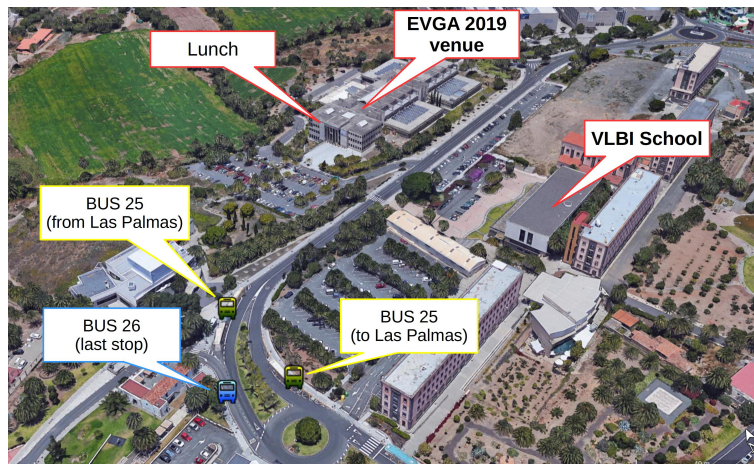 EVGA 2019
venue
Lunch
VLBI School
BUS 25
(from Las Palmas)
BUS 25
(to Las Palmas)
BUS 26
(last stop)